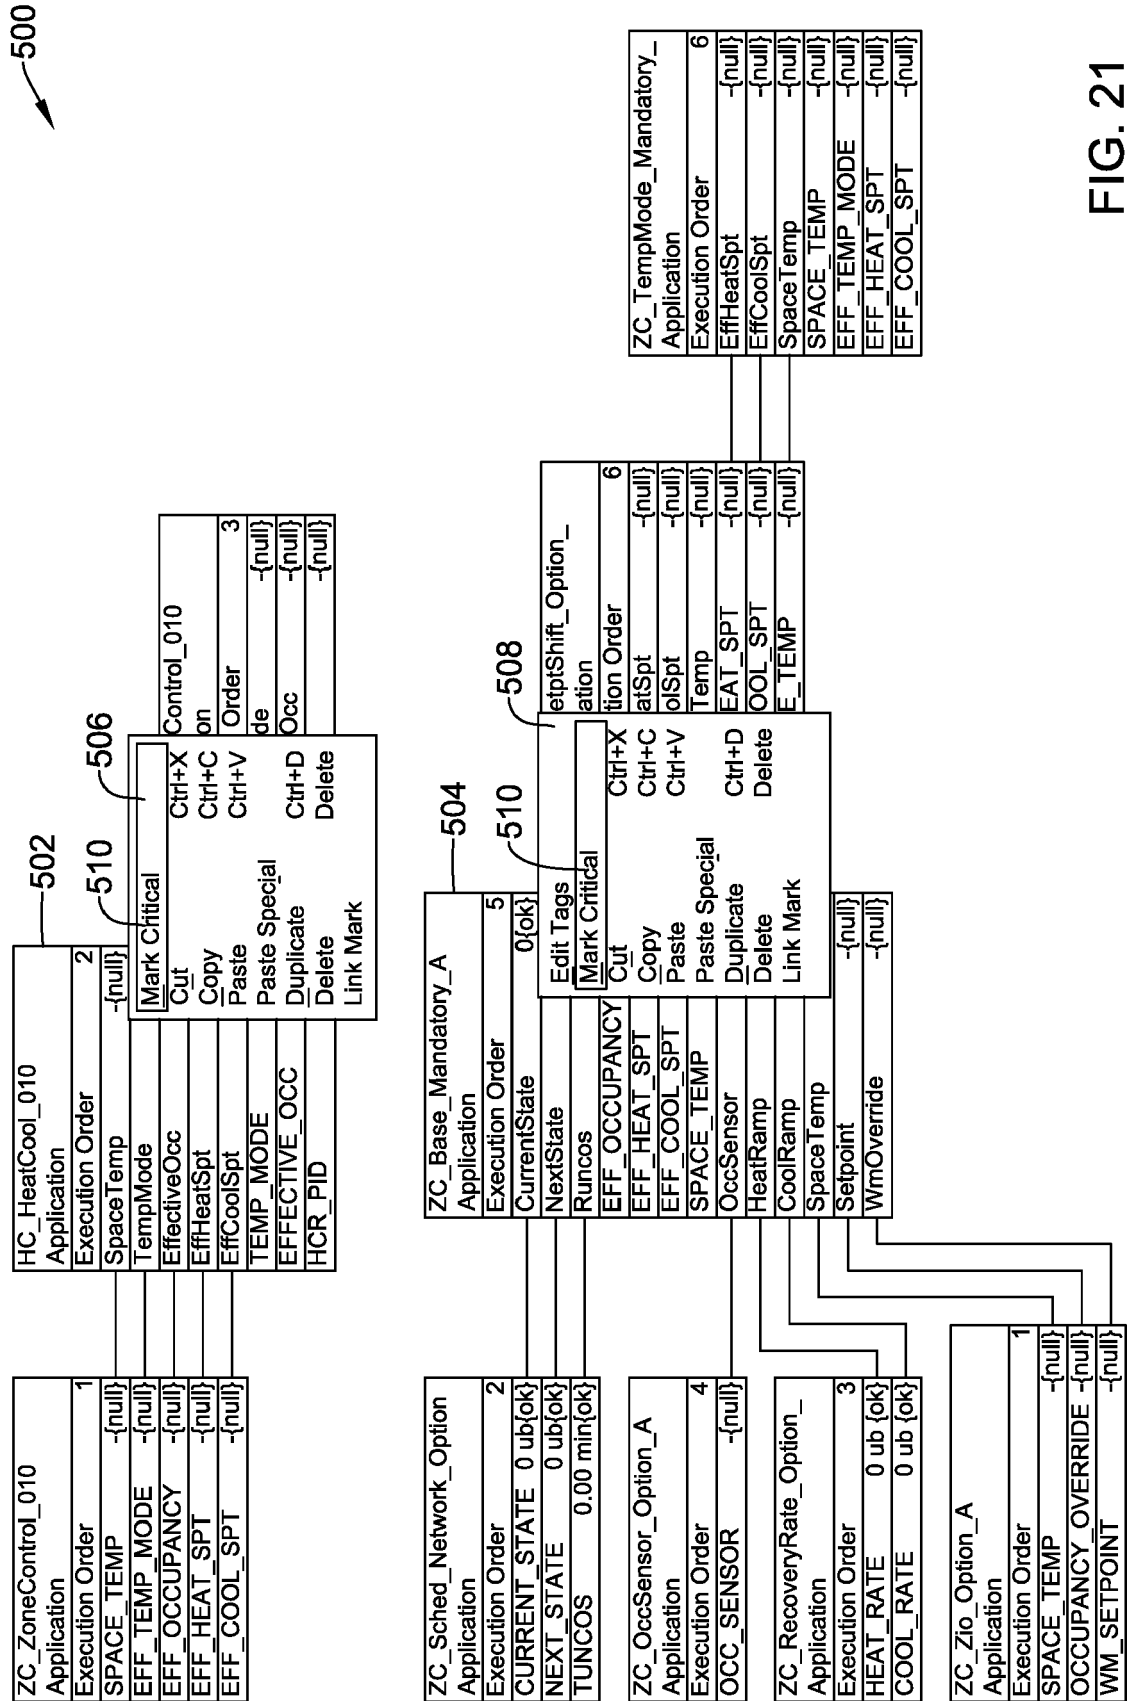 500
ZC_ZoneControl_010
Application
Execution Order 1
SPACE_TEMP -{null}
EFF_TEMP_MODE -{null}
EFF_OCCUPANCY -{null}
EFF_HEAT_SPT -{null}
EFF_COOL_SPT -{null}
HC_HeatCool_010
Application
Execution Order 2
SpaceTemp -{null}
TempMode
EffectiveOcc
EffHeatSpt
EffCoolSpt
TEMP_MODE
EFFECTIVE_OCC
HCR_PID
502
510
506
Mark Critical
Cut Ctrl+X
Copy Ctrl+C
Paste Ctrl+V
Paste Special
Duplicate Ctrl+D
Delete Delete
Link Mark
Control_010
on
Order 3
de -{null}
Occ -{null}
-{null}
ZC_Sched_Network_Option
Application
Execution Order 2
CURRENT_STATE 0 ub{ok}
NEXT_STATE 0 ub{ok}
TUNCOS 0.00 min{ok}
ZC_OccSensor_Option_A
Application
Execution Order 4
OCC_SENSOR -{null}
ZC_RecoveryRate_Option_
Application
Execution Order 3
HEAT_RATE 0 ub {ok}
COOL_RATE 0 ub {ok}
ZC_Zio_Option_A
Application
Execution Order 1
SPACE_TEMP -{null}
OCCUPANCY_OVERRIDE -{null}
WM_SETPOINT -{null}
ZC_Base_Mandatory_A
Application
Execution Order 5
CurrentState 0{ok}
NextState
Runcos
EFF_OCCUPANCY
EFF_HEAT_SPT
EFF_COOL_SPT
SPACE_TEMP
OccSensor
HeatRamp
CoolRamp
SpaceTemp
Setpoint -{null}
WmOverride -{null}
504
510
508
Edit Tags
Mark Critical
Cut Ctrl+X
Copy Ctrl+C
Paste Ctrl+V
Paste Special
Duplicate Ctrl+D
Delete Delete
Link Mark
etptShift_Option_
ation
tion Order 6
atSpt -{null}
olSpt -{null}
Temp -{null}
EAT_SPT -{null}
OOL_SPT -{null}
E_TEMP -{null}
ZC_TempMode_Mandatory_
Application
Execution Order 6
EffHeatSpt -{null}
EffCoolSpt -{null}
SpaceTemp -{null}
SPACE_TEMP -{null}
EFF_TEMP_MODE -{null}
EFF_HEAT_SPT -{null}
EFF_COOL_SPT -{null}
FIG. 21